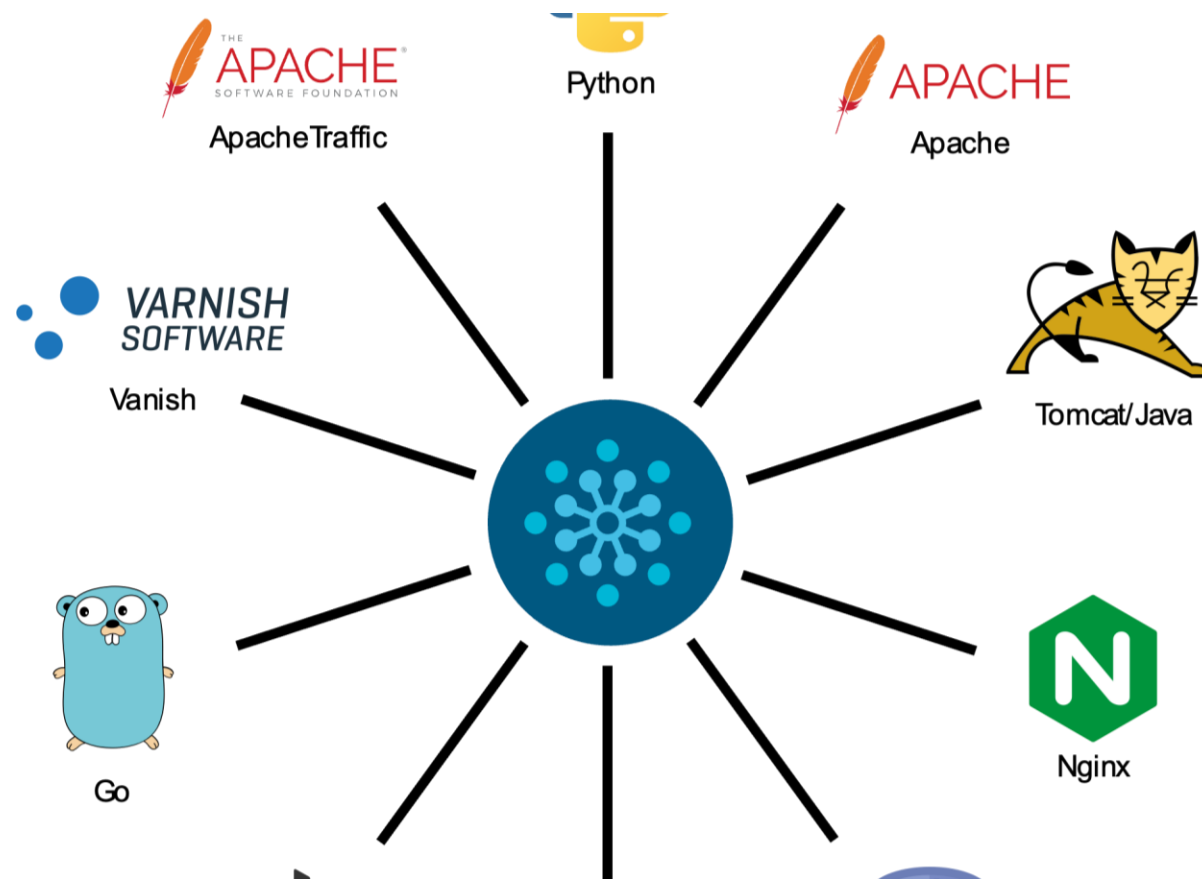 THE
APACHE®
SOFTWARE FOUNDATION
ApacheTraffic
Python
APACHE
Apache
VARNISH
SOFTWARE
Vanish
Tomcat/Java
Go
N
Nginx